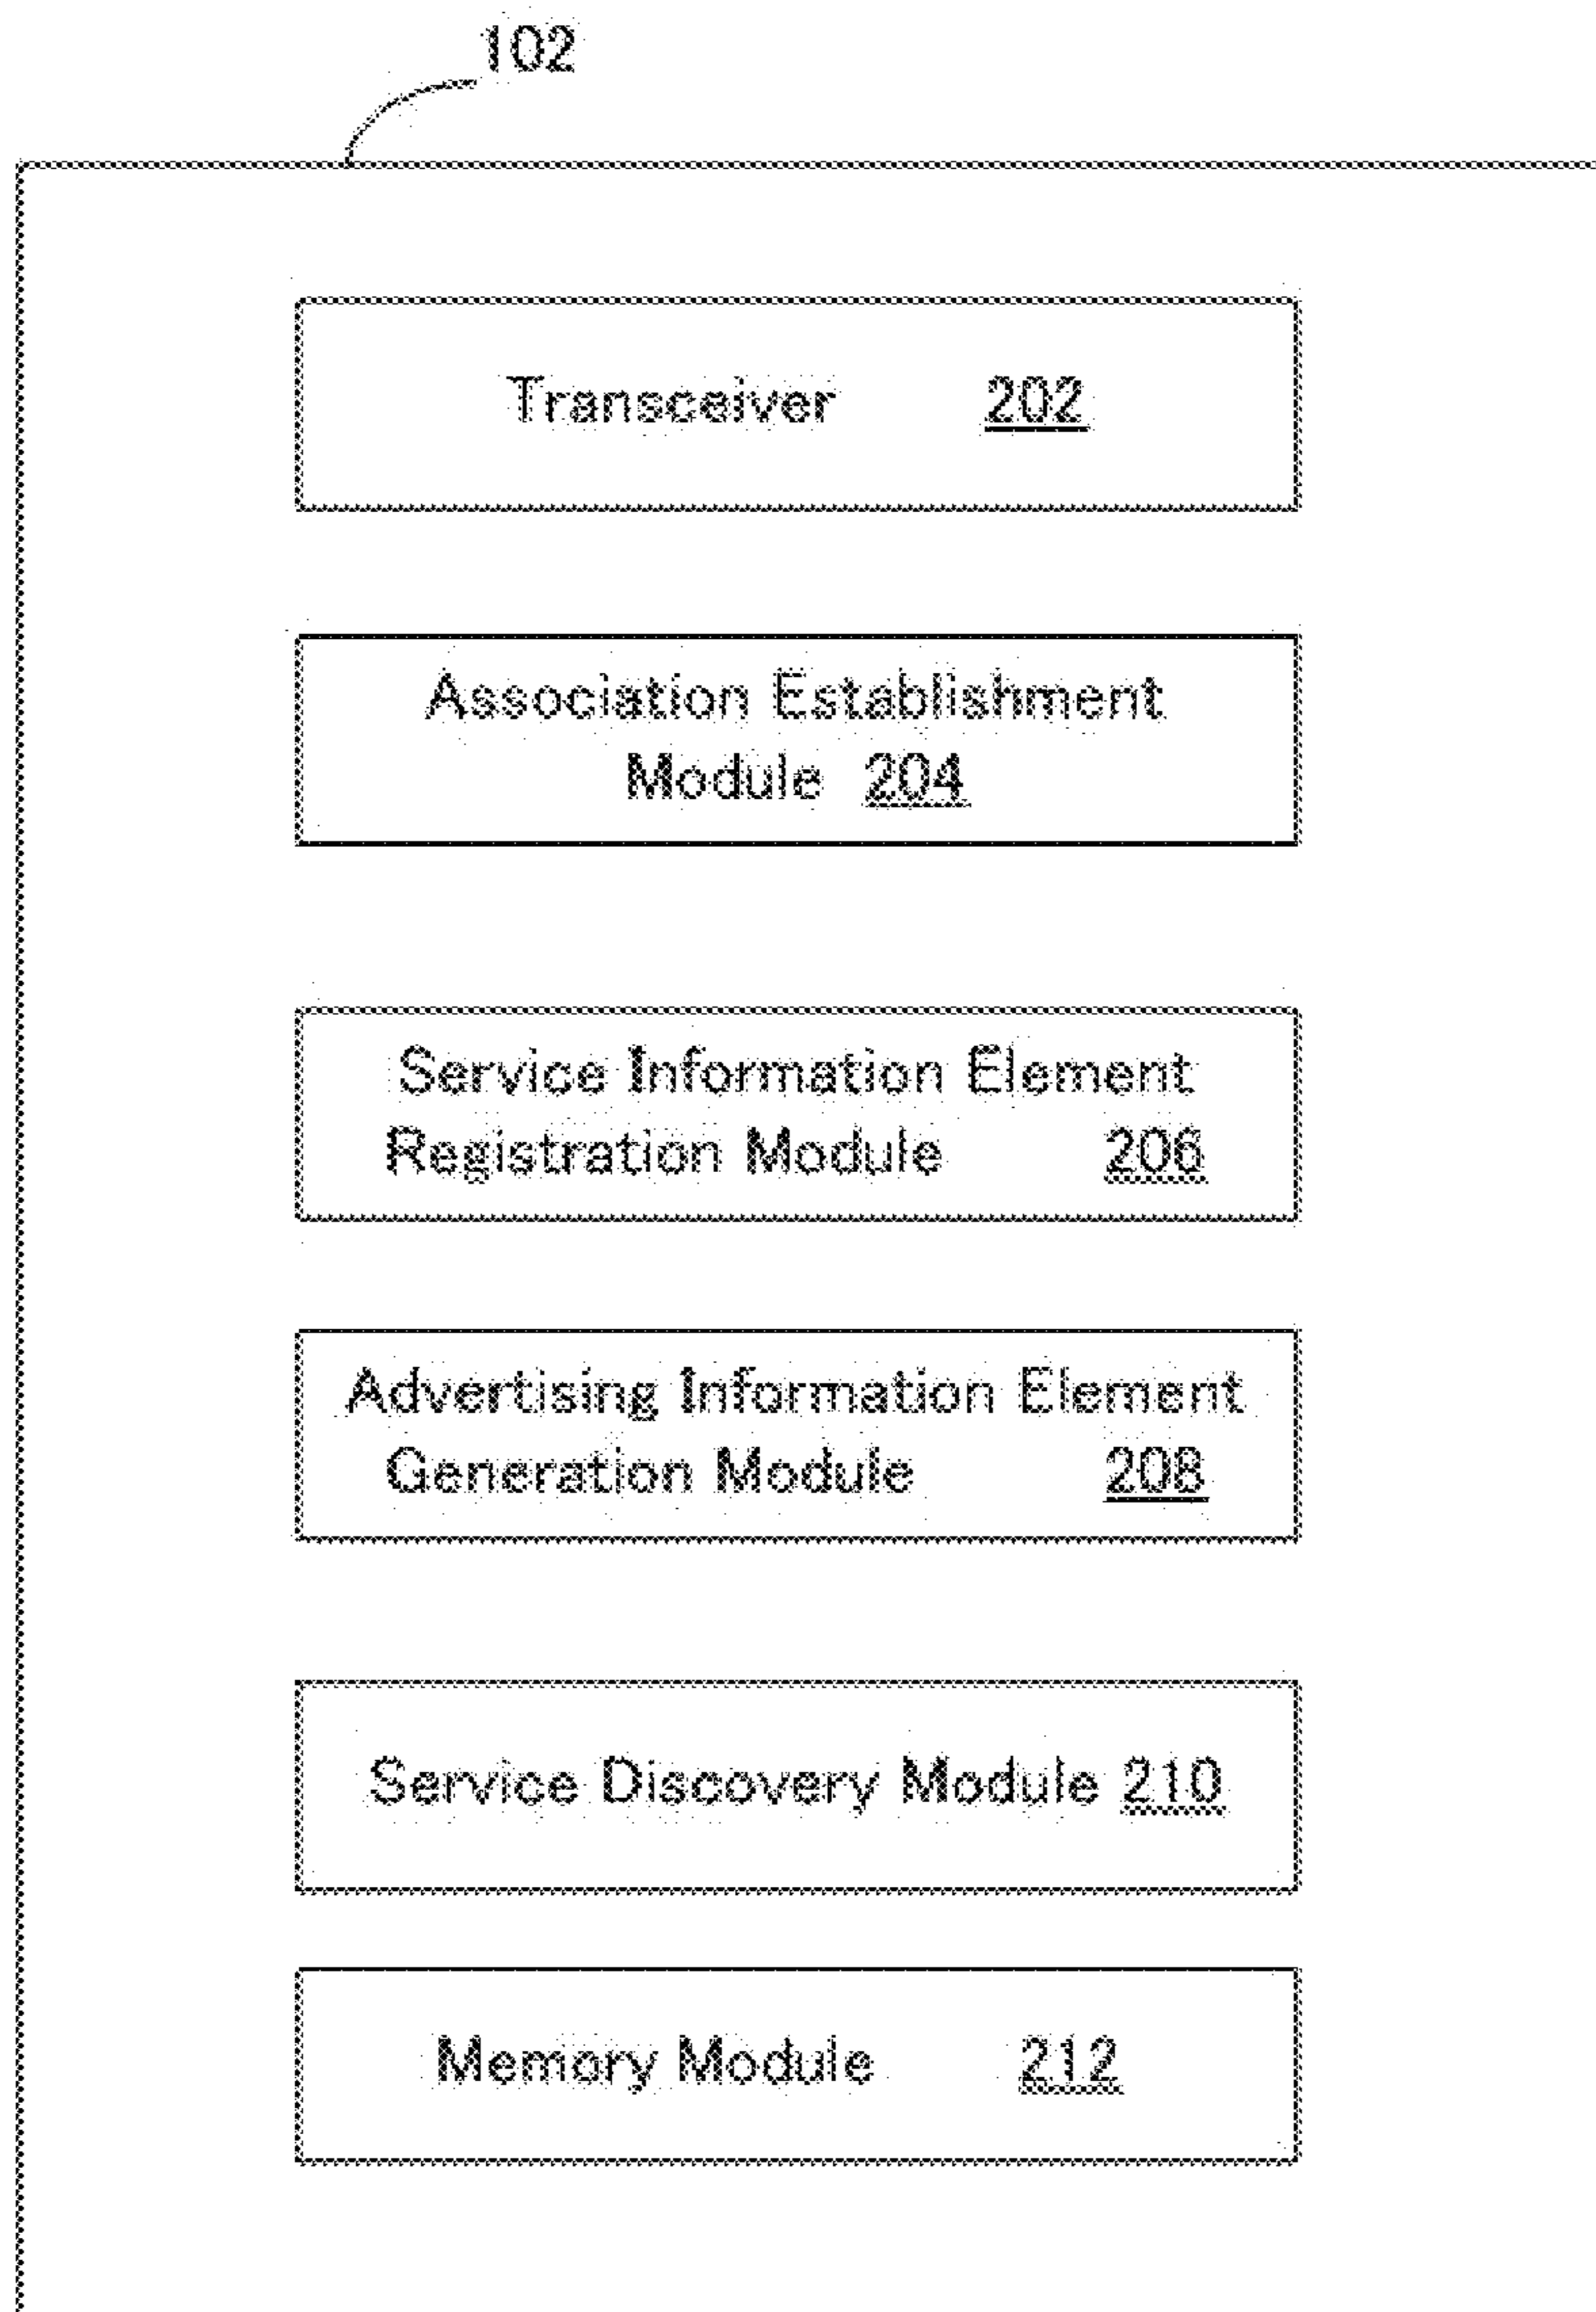 102
Transceiver 202
Association Establishment
Module 204
Service Information Element
Registration Module 206
Advertising Information Element
Generation Module 208
Service Discovery Module 210
Memory Module 212